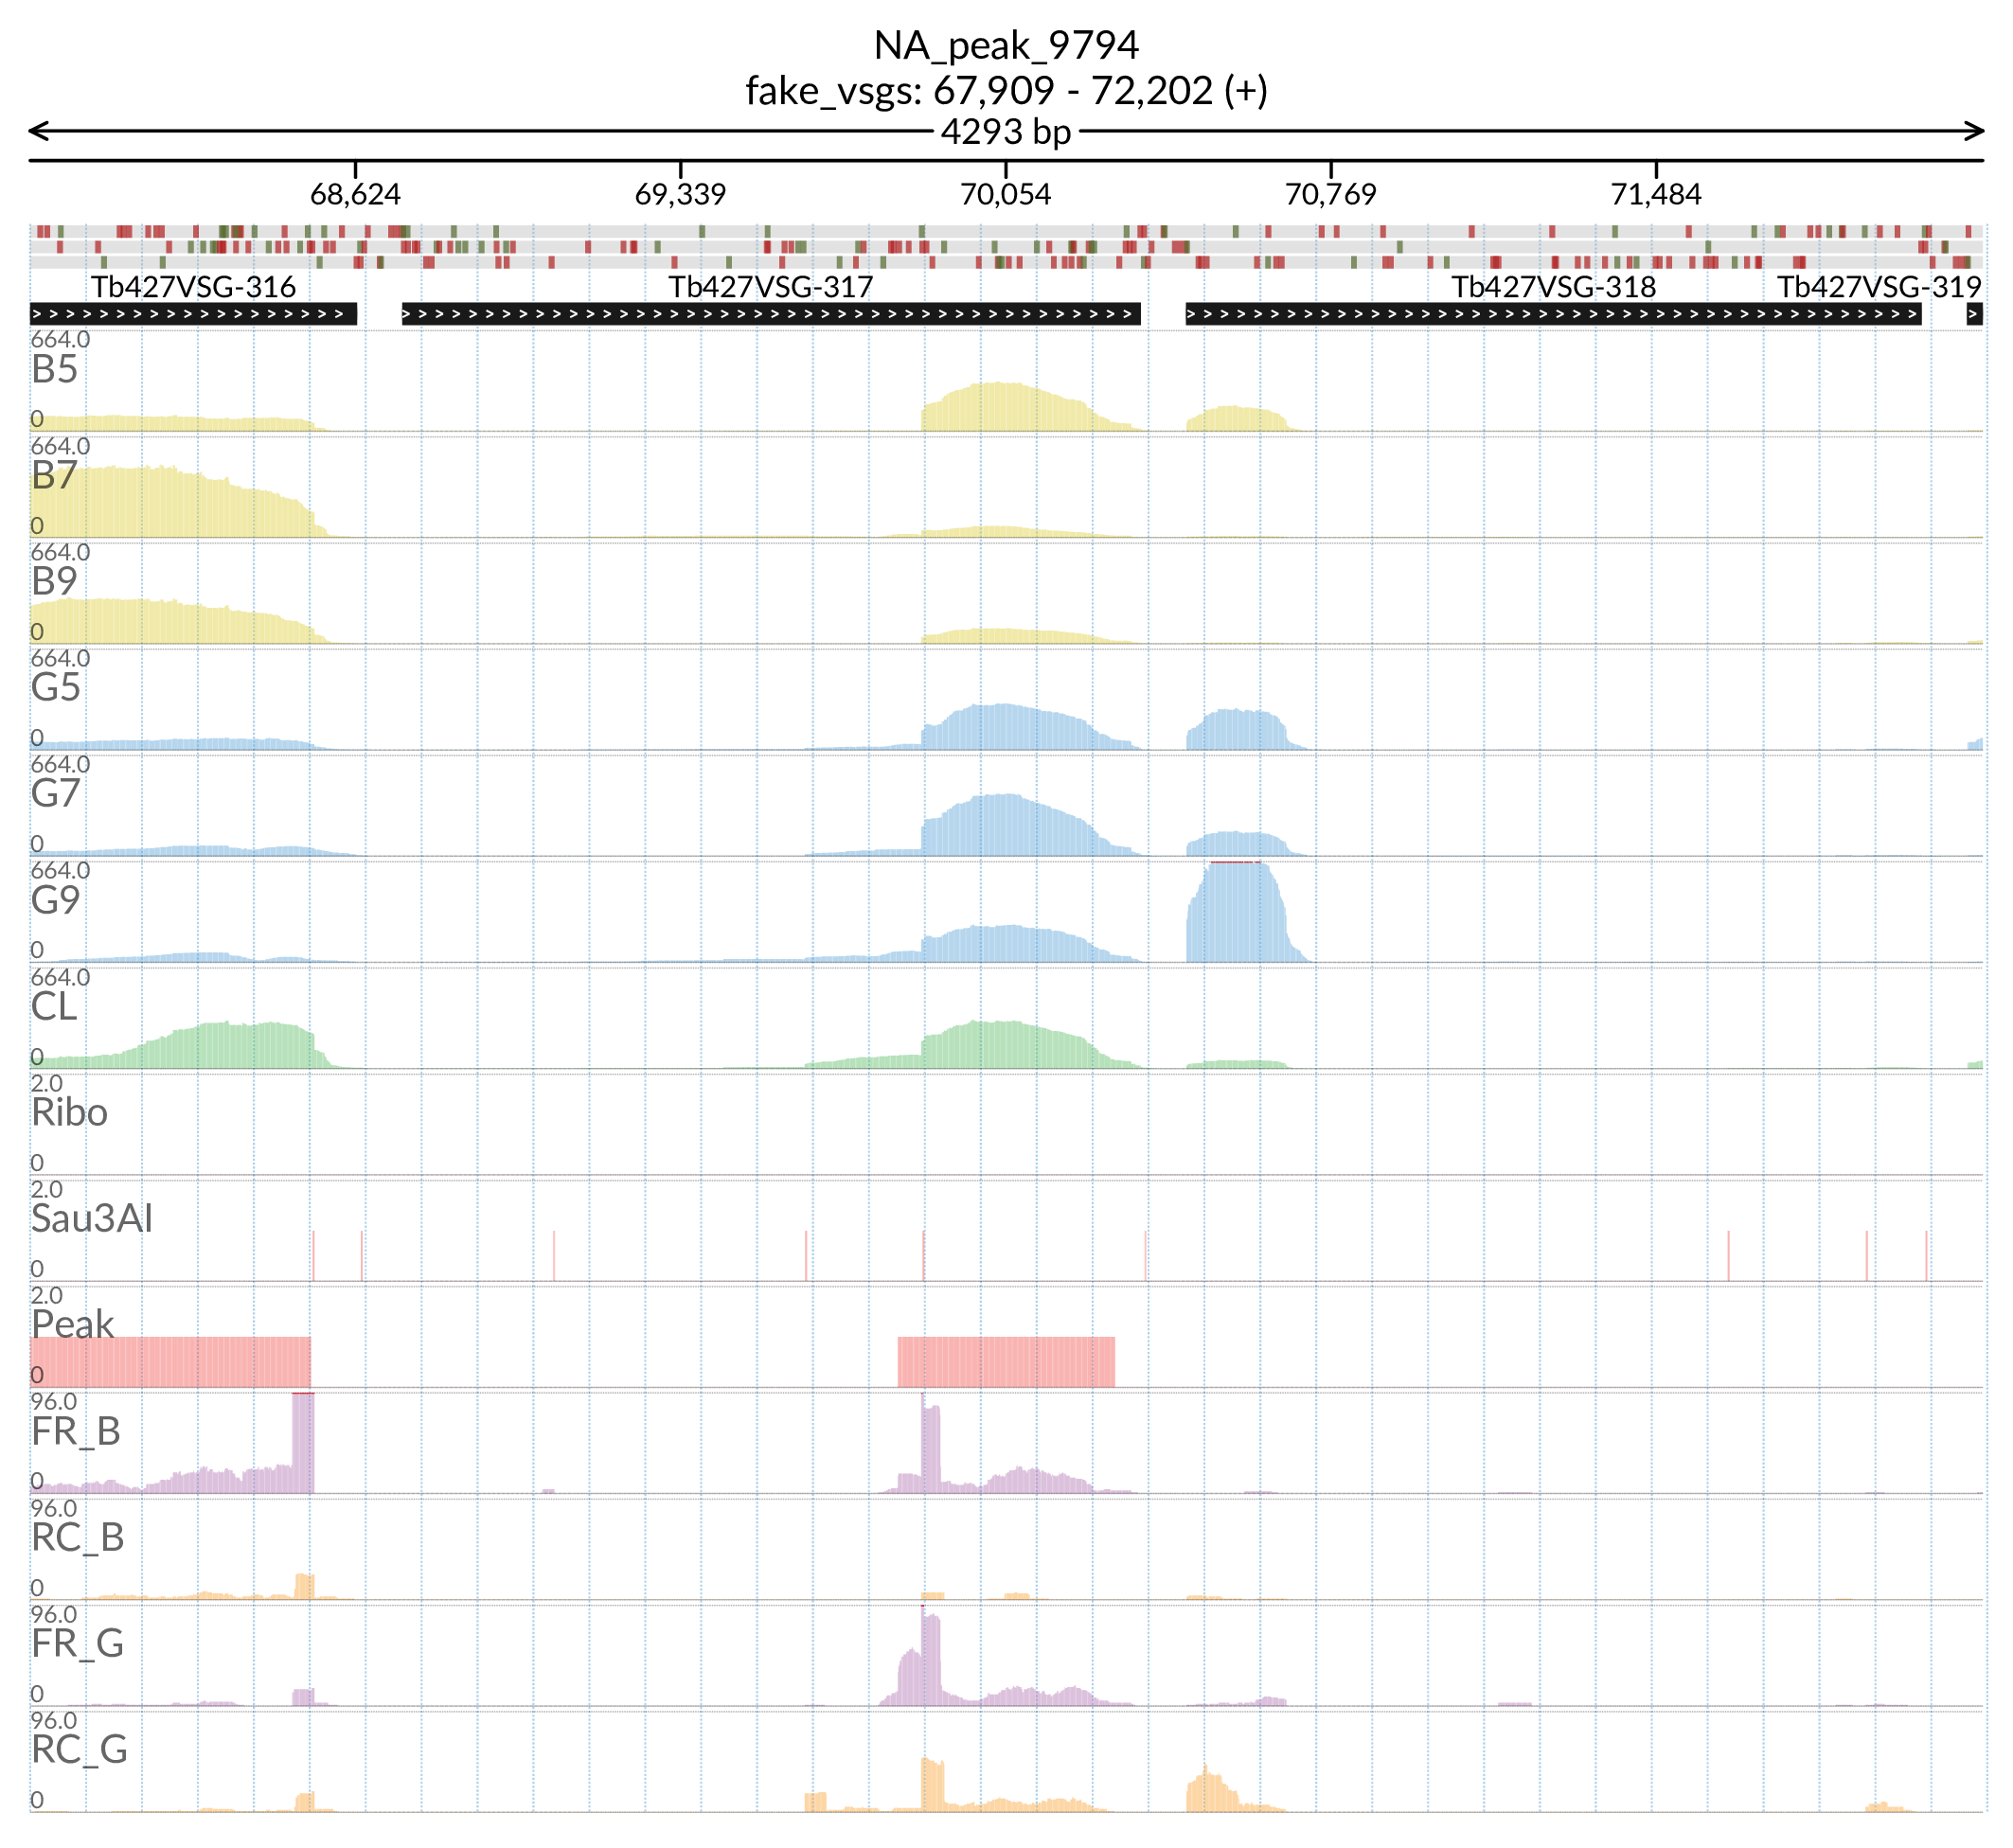 NA_peak_9794
fake_vsgs: 67,909 - 72,202 (+)
4293 bp
68,624 69,339 70,054 70,769 71,484
Tb427VSG-316 Tb427VSG-317 Tb427VSG-318 Tb427VSG-319
664.0
B5
0
664.0
B7
0
664.0
B9
0
664.0
G5
0
664.0
G7
0
664.0
G9
0
664.0
CL
0
2.0
Ribo
0
2.0
Sau3AI
0
2.0
Peak
0
96.0
FR_B
0
96.0
RC_B
0
96.0
FR_G
0
96.0
RC_G
0